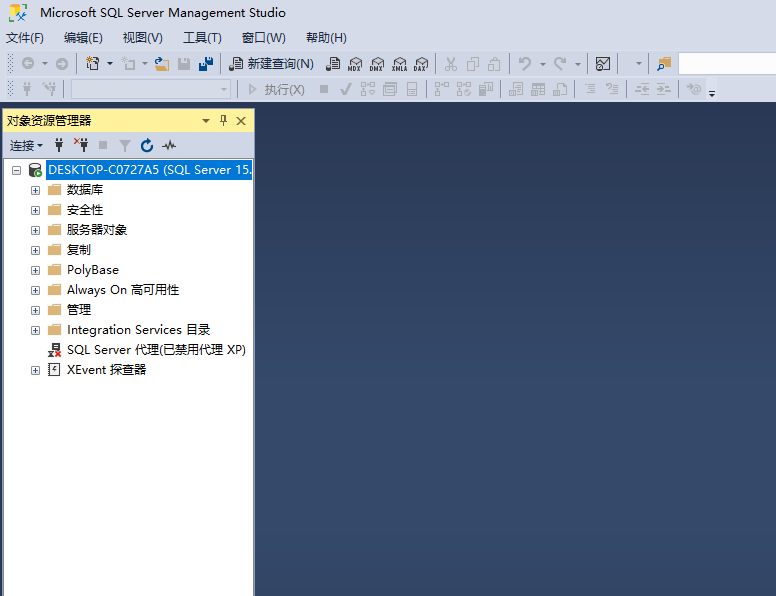 Microsoft SQL Server Management Studio
文件(F) 编辑(E) 视图(V) 工具(T) 窗口(W) 帮助(H)
新建查询(N) MDX DMX XMLA DAX
执行(X)
对象资源管理器
连接
DESKTOP-C0727A5 (SQL Server 15.
数据库
安全性
服务器对象
复制
PolyBase
Always On 高可用性
管理
Integration Services 目录
SQL Server 代理(已禁用代理 XP)
XEvent 探查器